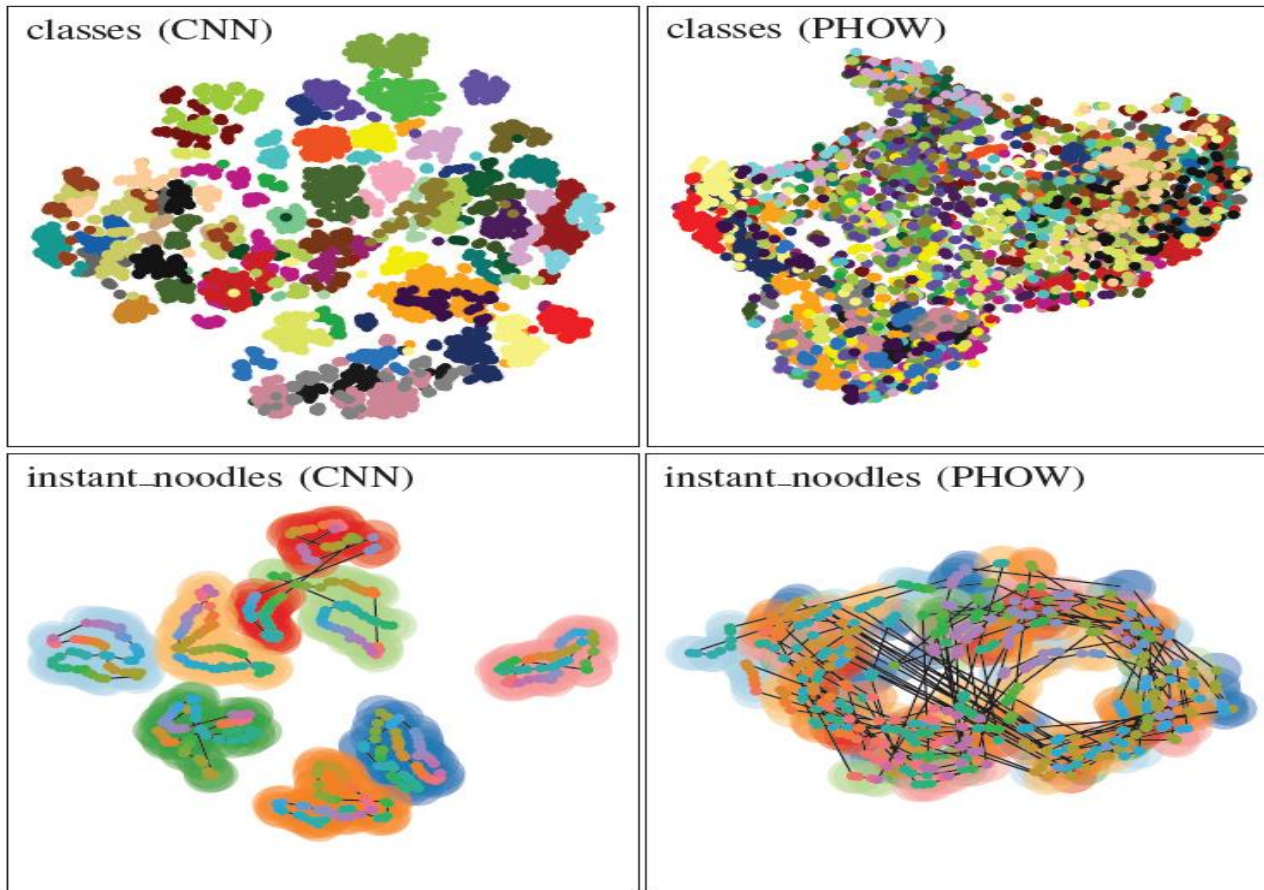 classes (CNN)
classes (PHOW)
instant_noodles (CNN)
instant_noodles (PHOW)